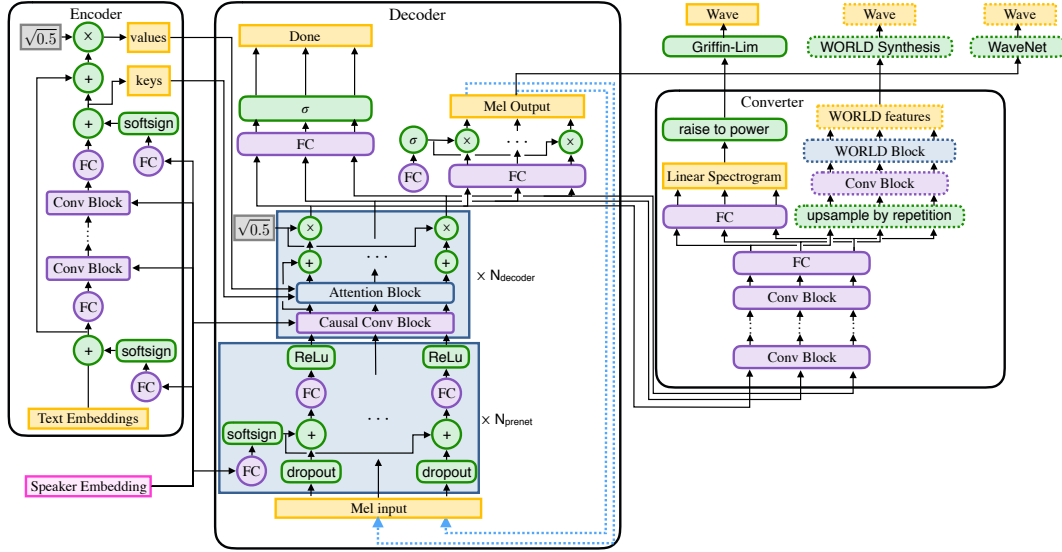 Encoder
√0.5
×
values
+
keys
+
softsign
FC
FC
Conv Block
Conv Block
FC
+
softsign
FC
Text Embeddings
Speaker Embedding
Decoder
Done
σ
FC
Mel Output
σ
×
...
×
FC
FC
√0.5
×
×
...
+
+
Attention Block
Causal Conv Block
× Ndecoder
ReLu
ReLu
FC
FC
...
softsign
+
+
× Nprenet
FC
dropout
dropout
Mel input
Wave
Wave
Wave
Griffin-Lim
WORLD Synthesis
WaveNet
Converter
raise to power
WORLD features
WORLD Block
Linear Spectrogram
Conv Block
FC
upsample by repetition
FC
Conv Block
Conv Block